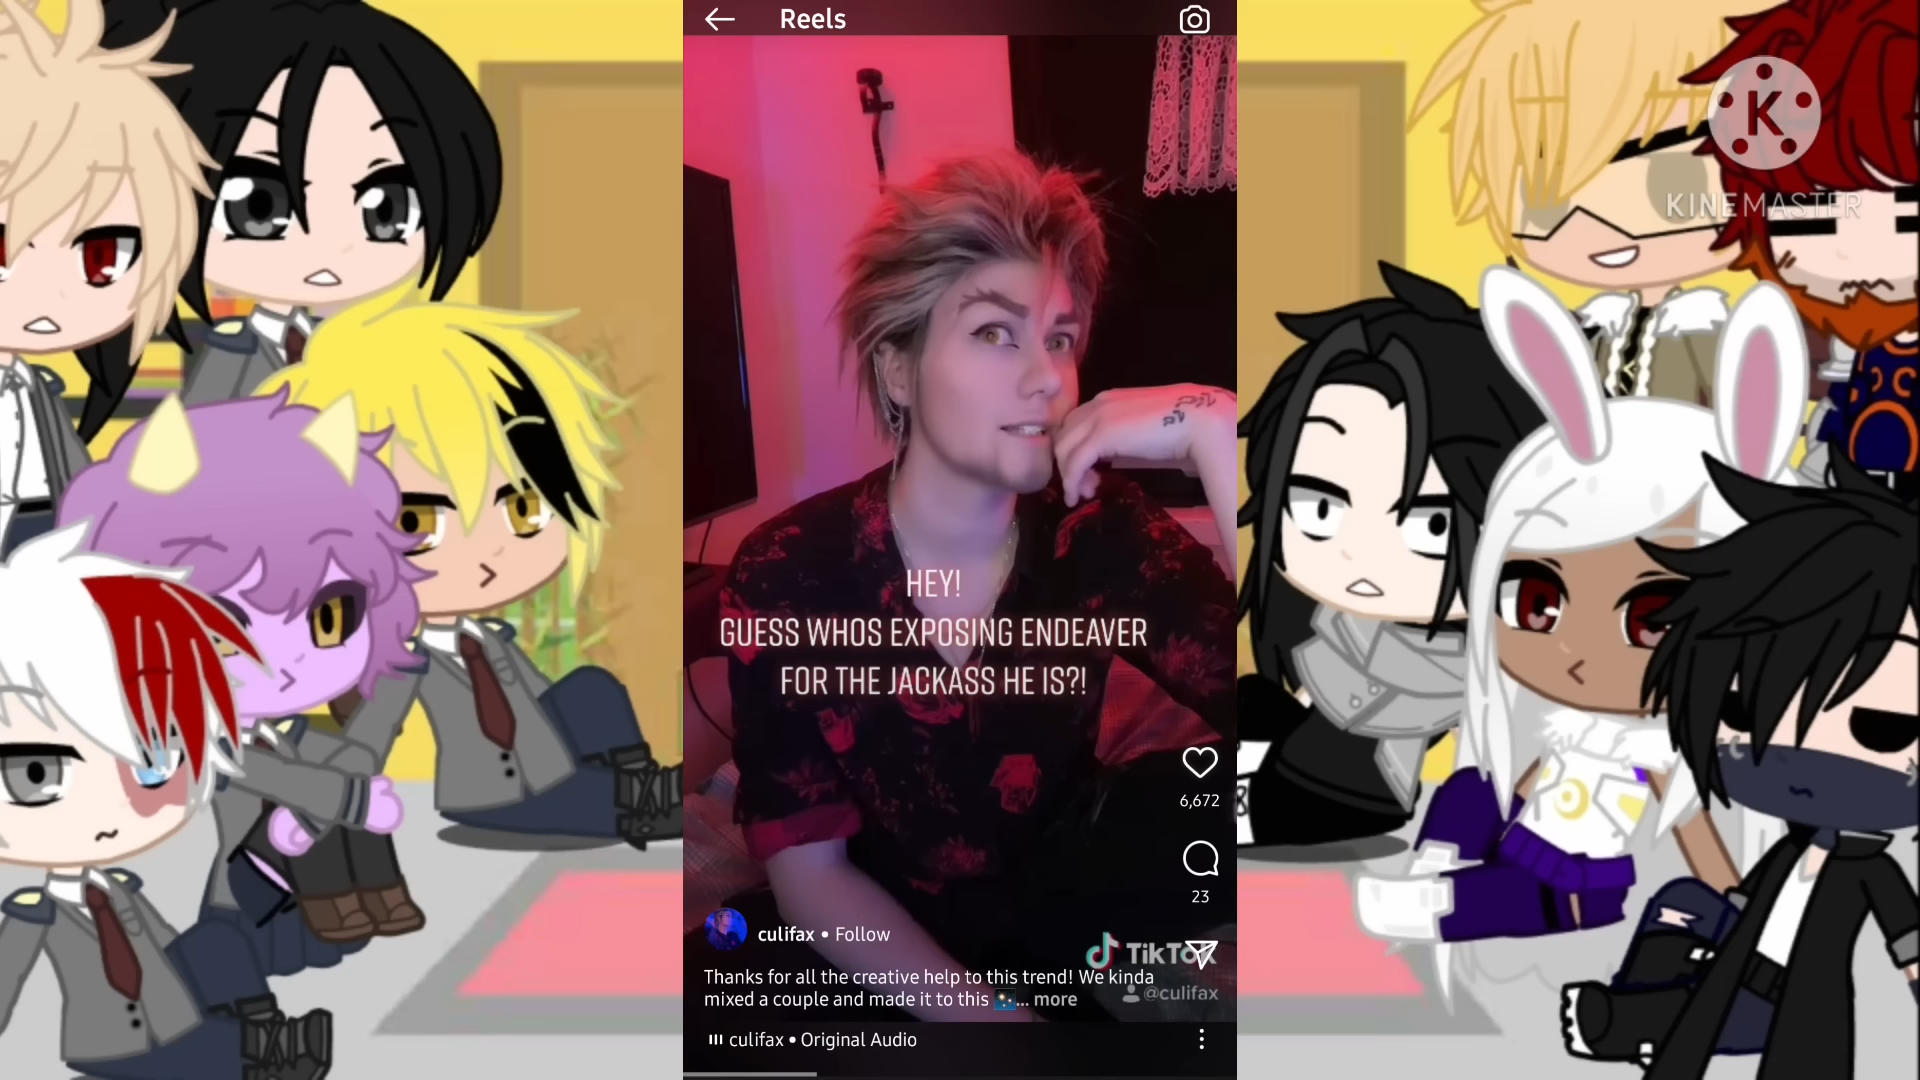 Reels
KINEMASTER
HEY!
GUESS WHOS EXPOSING ENDEAVER
FOR THE JACKASS HE IS?!
6,672
23
culifax • Follow
TikTok
Thanks for all the creative help to this trend! We kinda
mixed a couple and made it to this 🎇... more
@culifax
culifax • Original Audio